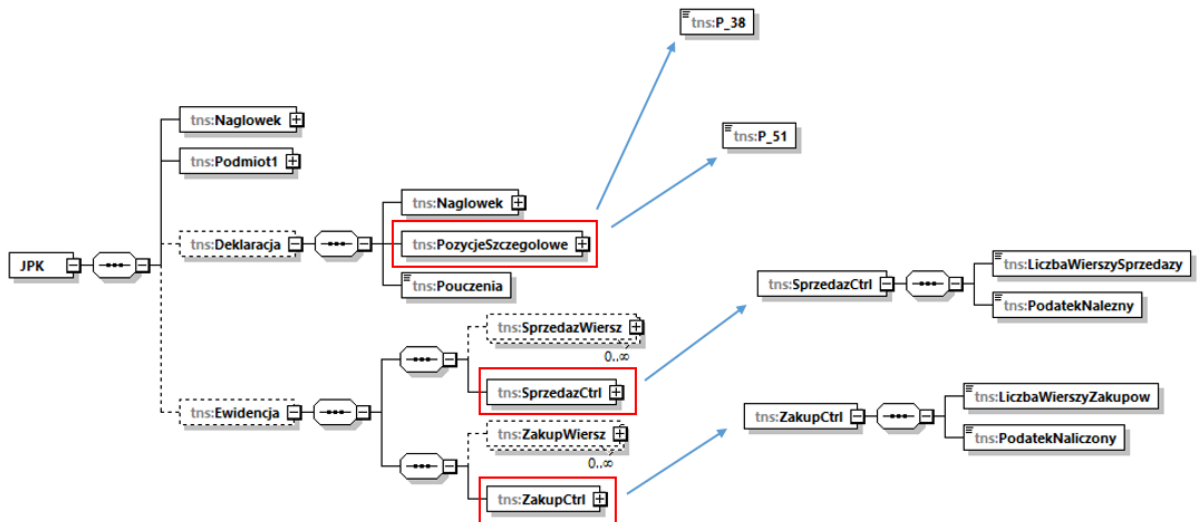 tns:P_38
tns:Naglowek
tns:P_51
tns:Podmiot1
tns:Naglowek
JPK
tns:Deklaracja
tns:PozycjeSzczegolowe
tns:Pouczenia
tns:SprzedazCtrl
tns:LiczbaWierszySprzedazy
tns:PodatekNalezny
tns:SprzedazWiersz
0..∞
tns:SprzedazCtrl
tns:Ewidencja
tns:ZakupWiersz
0..∞
tns:ZakupCtrl
tns:ZakupCtrl
tns:LiczbaWierszyZakupow
tns:PodatekNaliczony